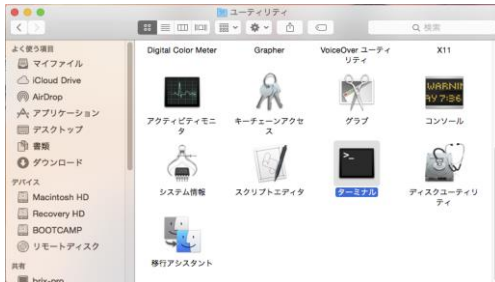 ユーティリティ
検索
よく使う項目
マイファイル
iCloud Drive
AirDrop
アプリケーション
デスクトップ
書類
ダウンロード
デバイス
Macintosh HD
Recovery HD
BOOTCAMP
リモートディスク
共有
brix-pro
Digital Color Meter
Grapher
VoiceOver ユーティ
リティ
X11
WARNIN
AY 7:36
アクティビティモニ
タ
キーチェーンアクセ
ス
グラブ
コンソール
システム情報
スクリプトエディタ
ターミナル
ディスクユーティリ
ティ
移行アシスタント